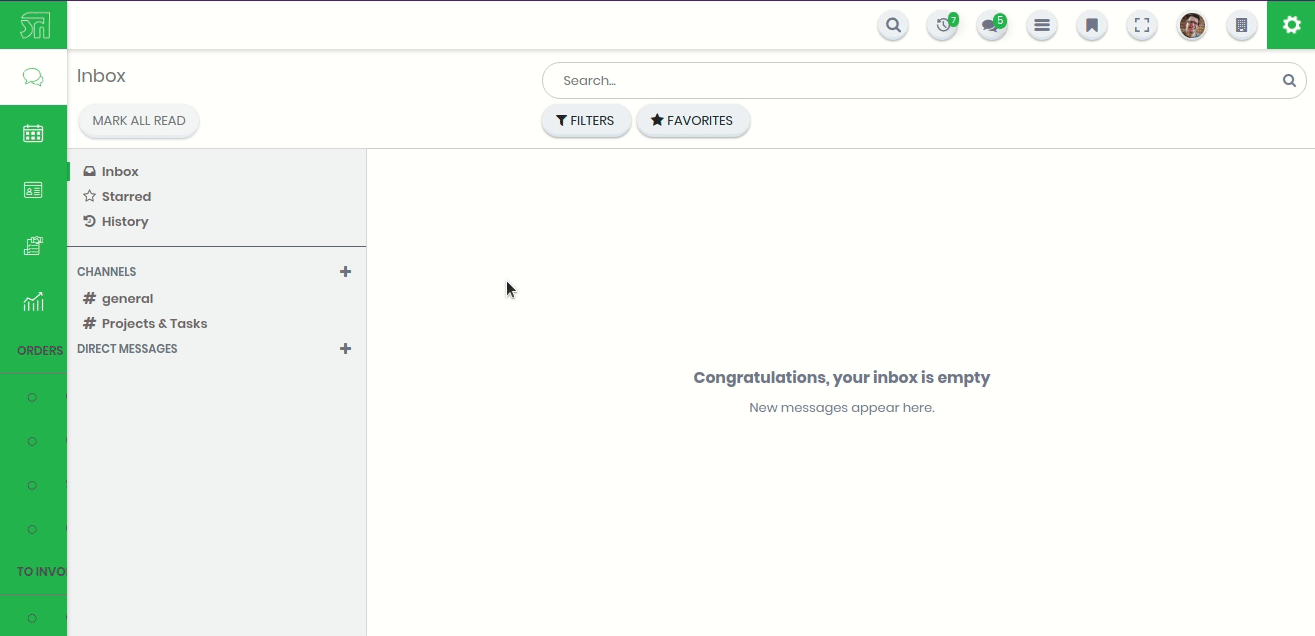 7
5
Inbox
Search...
MARK ALL READ
FILTERS
FAVORITES
Inbox
Starred
History
CHANNELS
# general
# Projects & Tasks
DIRECT MESSAGES
ORDERS
TO INVO
Congratulations, your inbox is empty
New messages appear here.